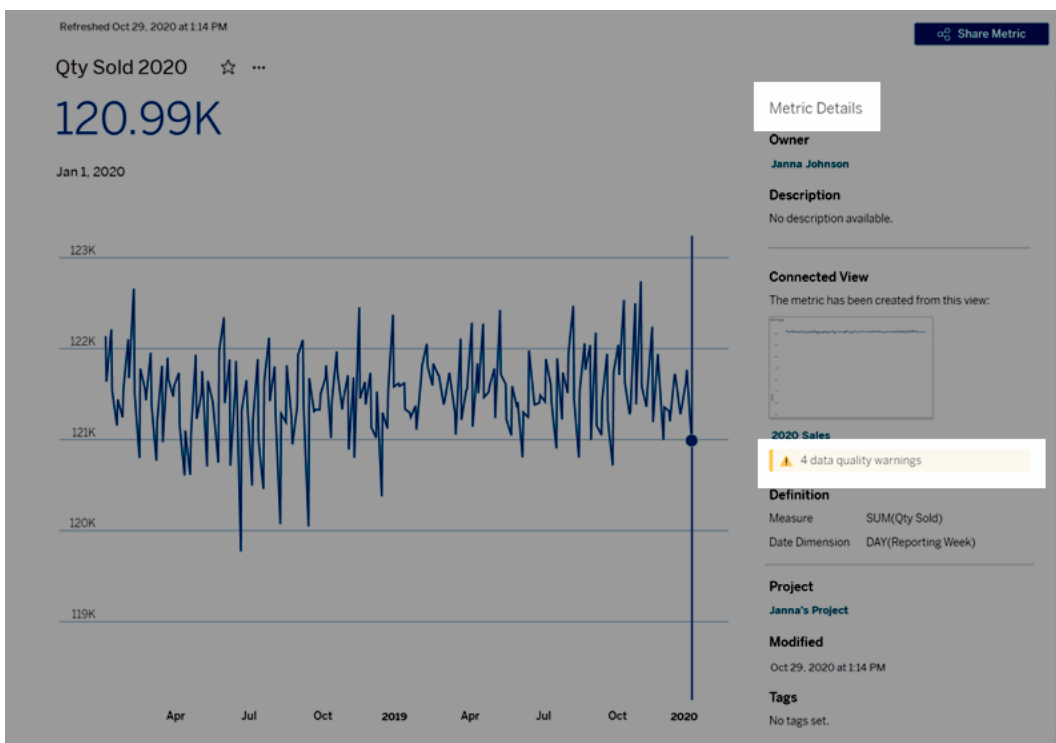 Refreshed Oct 29, 2020 at 1:14 PM
Share Metric
Qty Sold 2020
120.99K
Jan 1, 2020
123K
122K
121K
120K
119K
Apr Jul Oct 2019 Apr Jul Oct 2020
Metric Details
Owner
Janna Johnson
Description
No description available.
Connected View
The metric has been created from this view:
2020 Sales
4 data quality warnings
Definition
Measure SUM(Qty Sold)
Date Dimension DAY(Reporting Week)
Project
Janna's Project
Modified
Oct 29, 2020 at 1:14 PM
Tags
No tags set.